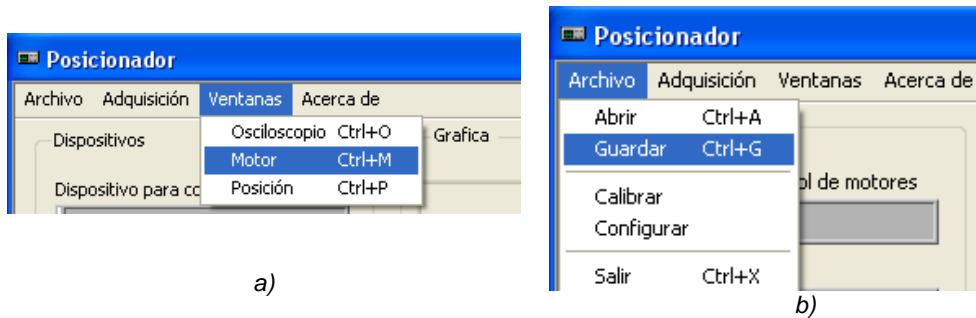 Posicionador
Archivo Adquisición Ventanas Acerca de
Dispositivos
Osciloscopio Ctrl+O
Grafica
Motor Ctrl+M
Dispositivo para co
Posición Ctrl+P
a)
Posicionador
Archivo Adquisición Ventanas Acerca de
Abrir Ctrl+A
Guardar Ctrl+G
ol de motores
Calibrar
Configurar
Salir Ctrl+X
b)